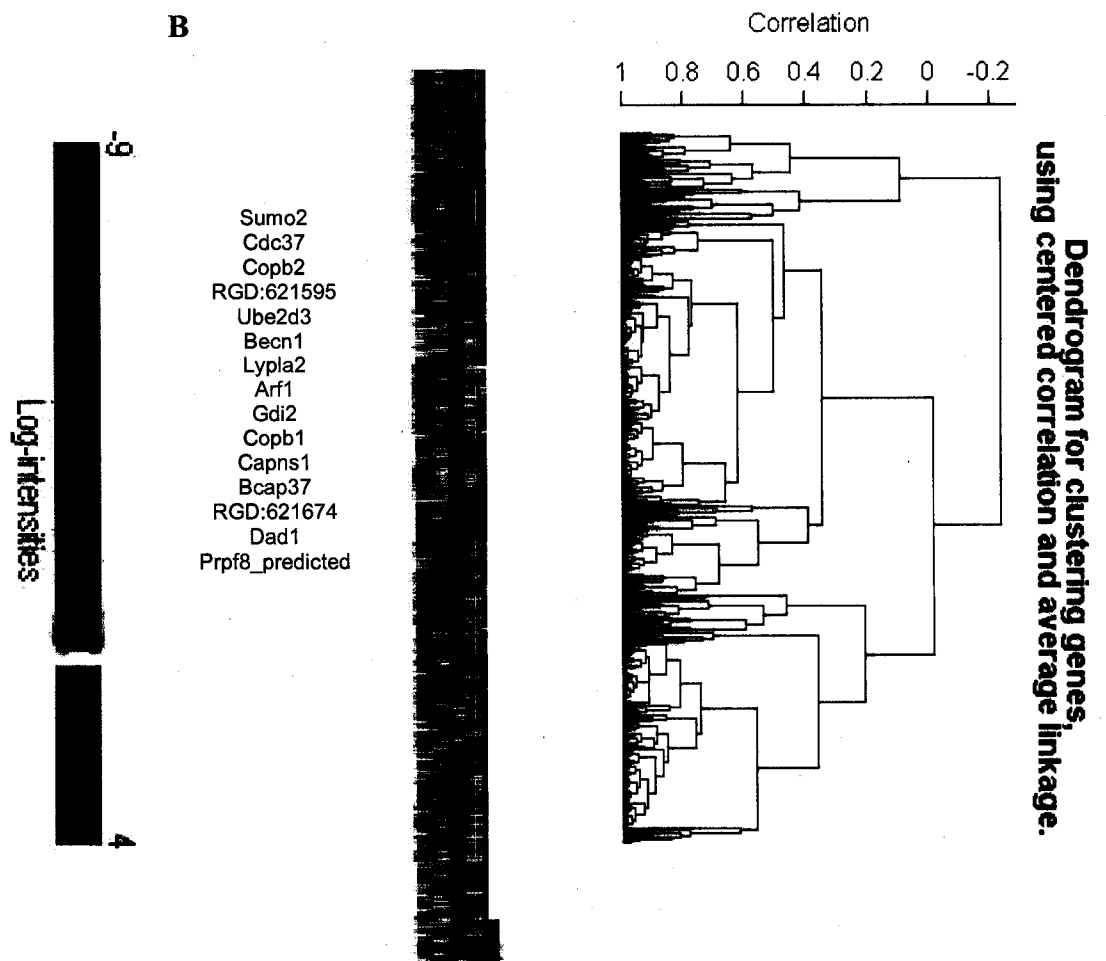 B
Correlation
1 0.8 0.6 0.4 0.2 0 -0.2
Dendrogram for clustering genes,
using centered correlation and average linkage.
-9
Log-intensities
4
Sumo2
Cdc37
Copb2
RGD:621595
Ube2d3
Becn1
Lypla2
Arf1
Gdi2
Copb1
Capns1
Bcap37
RGD:621674
Dad1
Prpf8_predicted